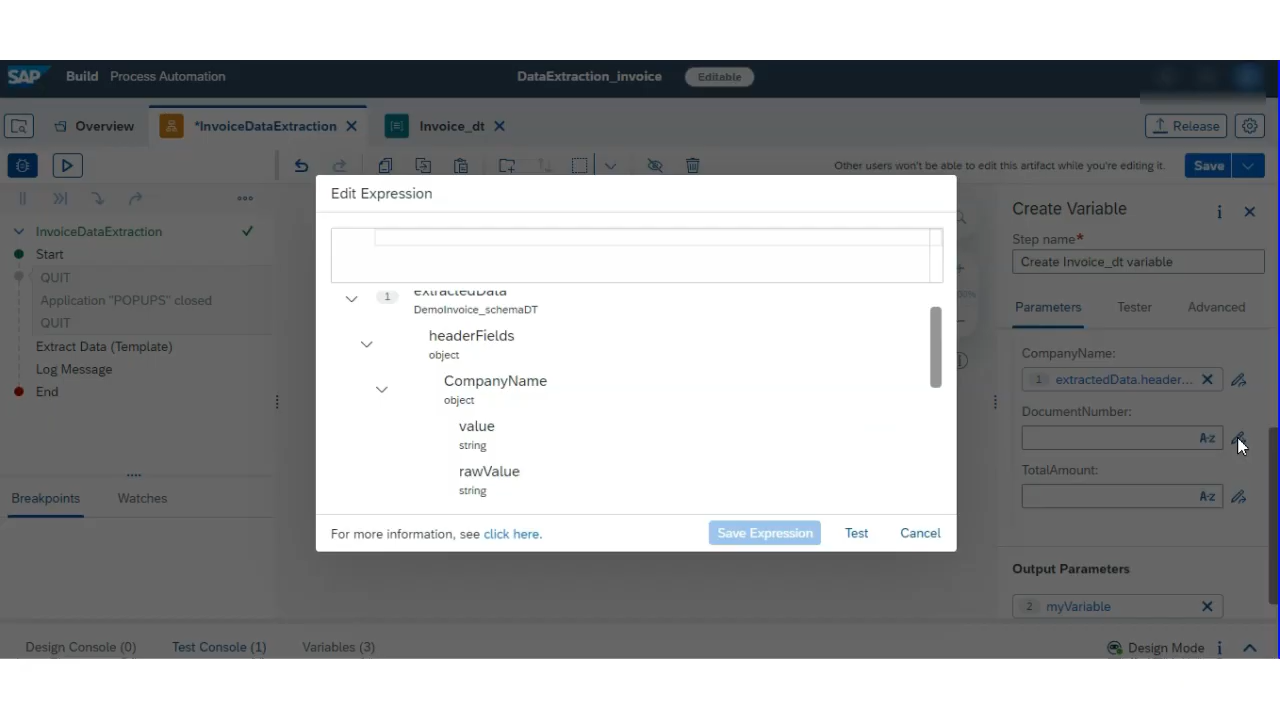 SAP Build Process Automation
DataExtraction_invoice Editable
Overview
*InvoiceDataExtraction
Invoice_dt
Release
Other users won't be able to edit this artifact while you're editing it.
Save
InvoiceDataExtraction
Start
QUIT
Application "POPUPS" closed
QUIT
Extract Data (Template)
Log Message
End
Breakpoints Watches
Edit Expression
1 extractedData
DemoInvoice_schemaDT
headerFields
object
CompanyName
object
value
string
rawValue
string
For more information, see click here.
Save Expression Test Cancel
Create Variable
Step name*
Create Invoice_dt variable
Parameters Tester Advanced
CompanyName:
1 extractedData.header...
DocumentNumber:
A-z
TotalAmount:
A-z
Output Parameters
2 myVariable
Design Console (0) Test Console (1) Variables (3)
Design Mode